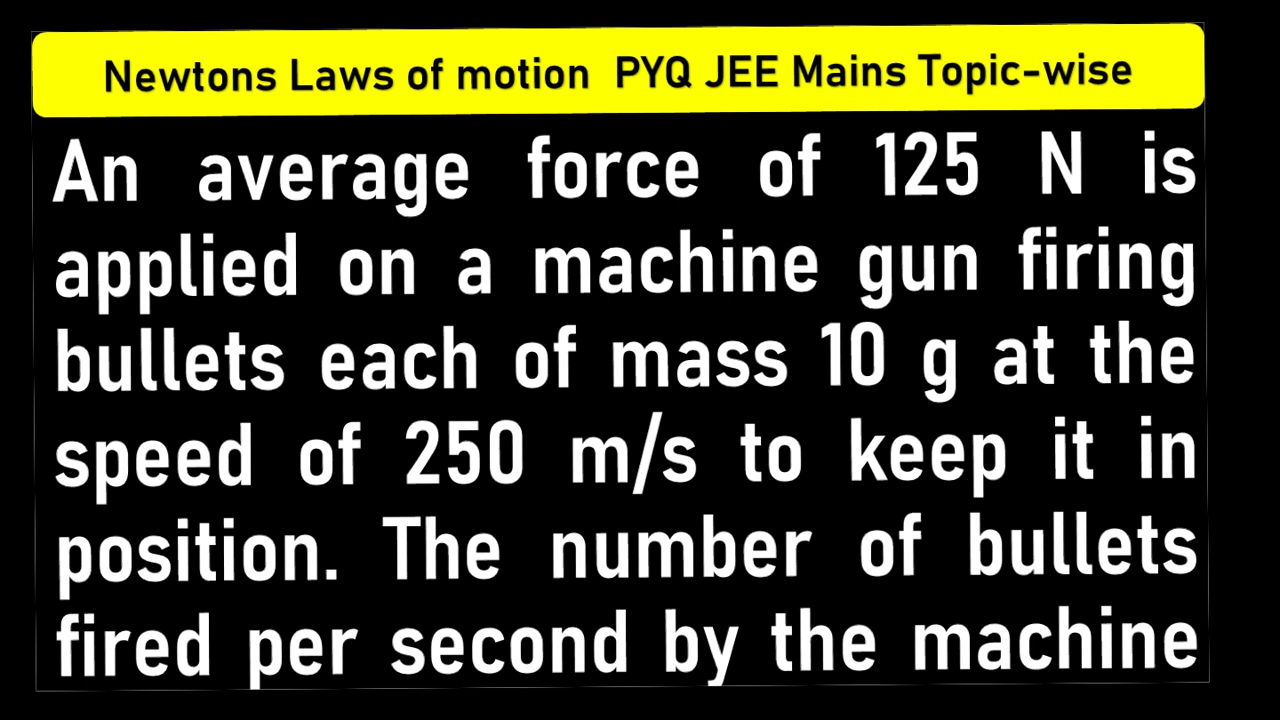 Newtons Laws of motion PYQ JEE Mains Topic-wise
An average force of 125 N is
applied on a machine gun firing
bullets each of mass 10 g at the
speed of 250 m/s to keep it in
position. The number of bullets
fired per second by the machine